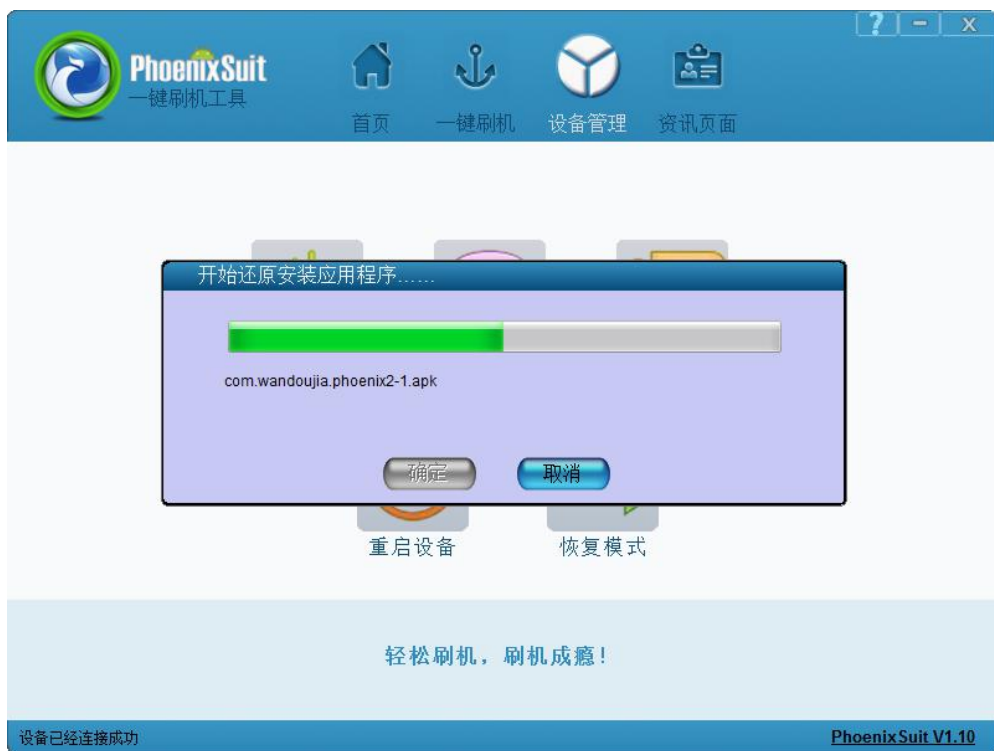 ? - X
PhoenixSuit
一键刷机工具
首页 一键刷机 设备管理 资讯页面
开始还原安装应用程序......
com.wandoujia.phoenix2-1.apk
确定 取消
重启设备 恢复模式
轻松刷机，刷机成瘾！
设备已经连接成功 PhoenixSuit V1.10